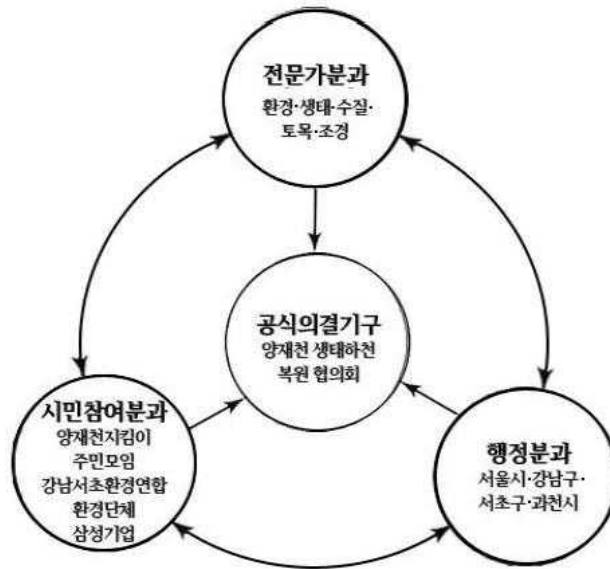 전문가분과
환경·생태·수질·
토목·조경
공식의결기구
양재천 생태하천
복원 협의회
시민참여분과
양재천지킴이
주민모임
강남서초환경연합
환경단체
삼성기업
행정분과
서울시·강남구·
서초구·과천시